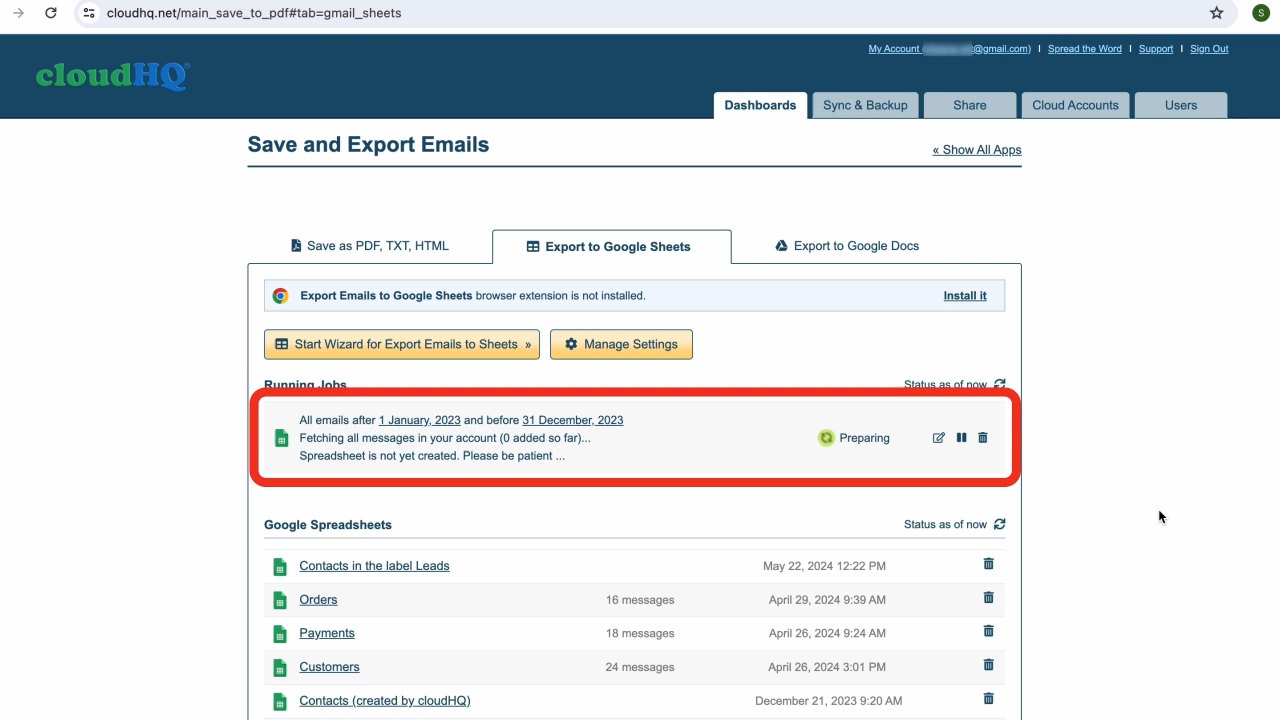 cloudhq.net/main_save_to_pdf#tab=gmail_sheets
S
My Account ( @gmail.com) | Spread the Word | Support | Sign Out
cloudHQ®
Dashboards Sync & Backup Share Cloud Accounts Users
Save and Export Emails
« Show All Apps
Save as PDF, TXT, HTML Export to Google Sheets Export to Google Docs
Export Emails to Google Sheets browser extension is not installed. Install it
Start Wizard for Export Emails to Sheets » Manage Settings
Running Jobs Status as of now
All emails after 1 January, 2023 and before 31 December, 2023
Fetching all messages in your account (0 added so far)... Preparing
Spreadsheet is not yet created. Please be patient ...
Google Spreadsheets Status as of now
Contacts in the label Leads May 22, 2024 12:22 PM
Orders 16 messages April 29, 2024 9:39 AM
Payments 18 messages April 26, 2024 9:24 AM
Customers 24 messages April 26, 2024 3:01 PM
Contacts (created by cloudHQ) December 21, 2023 9:20 AM